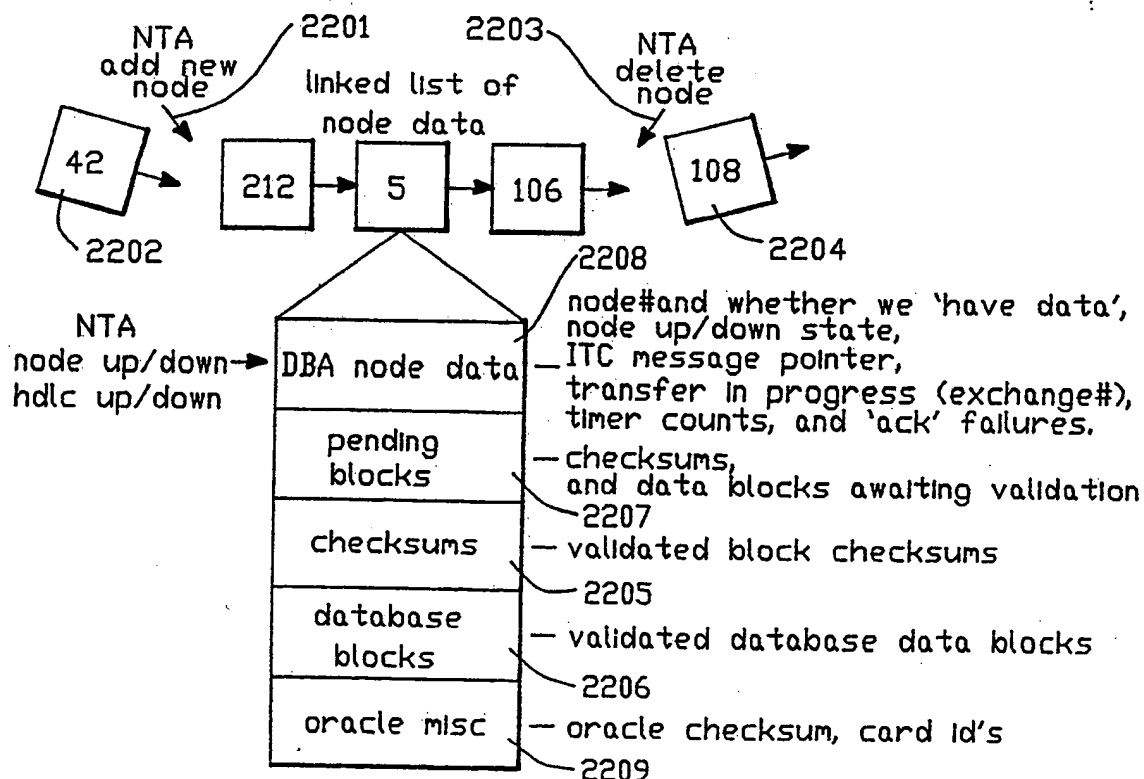 NTA
add new
node
2201
linked list of
node data
2203
NTA
delete
node
42
212
5
106
108
2202
2204
2208
NTA
node up/down
hdlc up/down
DBA node data
node#and whether we 'have data',
node up/down state,
ITC message pointer,
transfer in progress (exchange#),
timer counts, and 'ack' failures.
pending
blocks
checksums,
and data blocks awaiting validation
2207
checksums
validated block checksums
2205
database
blocks
validated database data blocks
2206
oracle misc
oracle checksum, card id's
2209